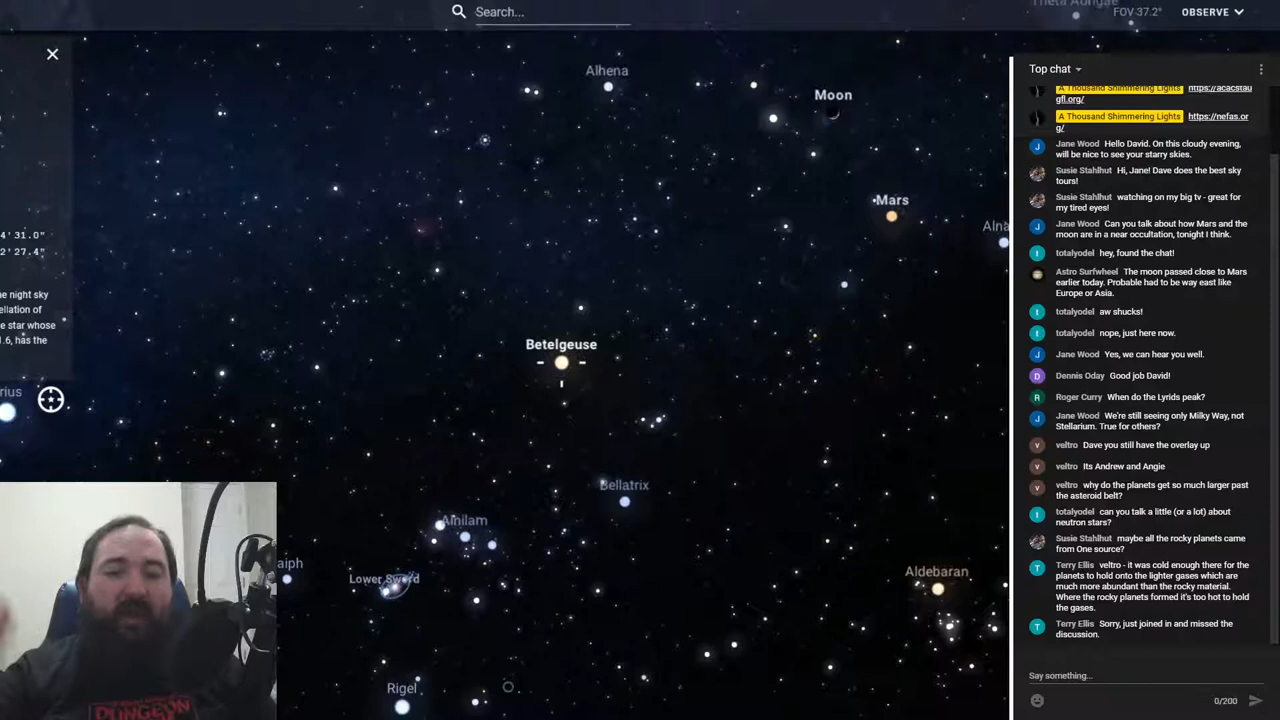 Theta Aurigae
Search...
FOV 37.2°
OBSERVE
Alhena
Moon
Mars
Alna
4'31.0"
2'27.4"
he night sky
ellation of
e star whose
1.6, has the
Betelgeuse
rius
Bellatrix
Alnilam
aiph
Lower Sword
Aldebaran
Rigel
DUNGEON
Top chat
A Thousand Shimmering Lights https://acacstau
gfl.org/
A Thousand Shimmering Lights https://nefas.or
g/
J Jane Wood Hello David. On this cloudy evening,
will be nice to see your starry skies.
Susie Stahlhut Hi, Jane! Dave does the best sky
tours!
Susie Stahlhut watching on my big tv - great for
my tired eyes!
J Jane Wood Can you talk about how Mars and the
moon are in a near occultation, tonight I think.
t totalyodel hey, found the chat!
Astro Surfwheel The moon passed close to Mars
earlier today. Probable had to be way east like
Europe or Asia.
t totalyodel aw shucks!
t totalyodel nope, just here now.
J Jane Wood Yes, we can hear you well.
D Dennis Oday Good job David!
R Roger Curry When do the Lyrids peak?
J Jane Wood We're still seeing only Milky Way, not
Stellarium. True for others?
v veltro Dave you still have the overlay up
v veltro Its Andrew and Angie
v veltro why do the planets get so much larger past
the asteroid belt?
t totalyodel can you talk a little (or a lot) about
neutron stars?
Susie Stahlhut maybe all the rocky planets came
from One source?
T Terry Ellis veltro - it was cold enough there for the
planets to hold onto the lighter gases which are
much more abundant than the rocky material.
Where the rocky planets formed it's too hot to hold
the gases.
T Terry Ellis Sorry, just joined in and missed the
discussion.
Say something...
0/200